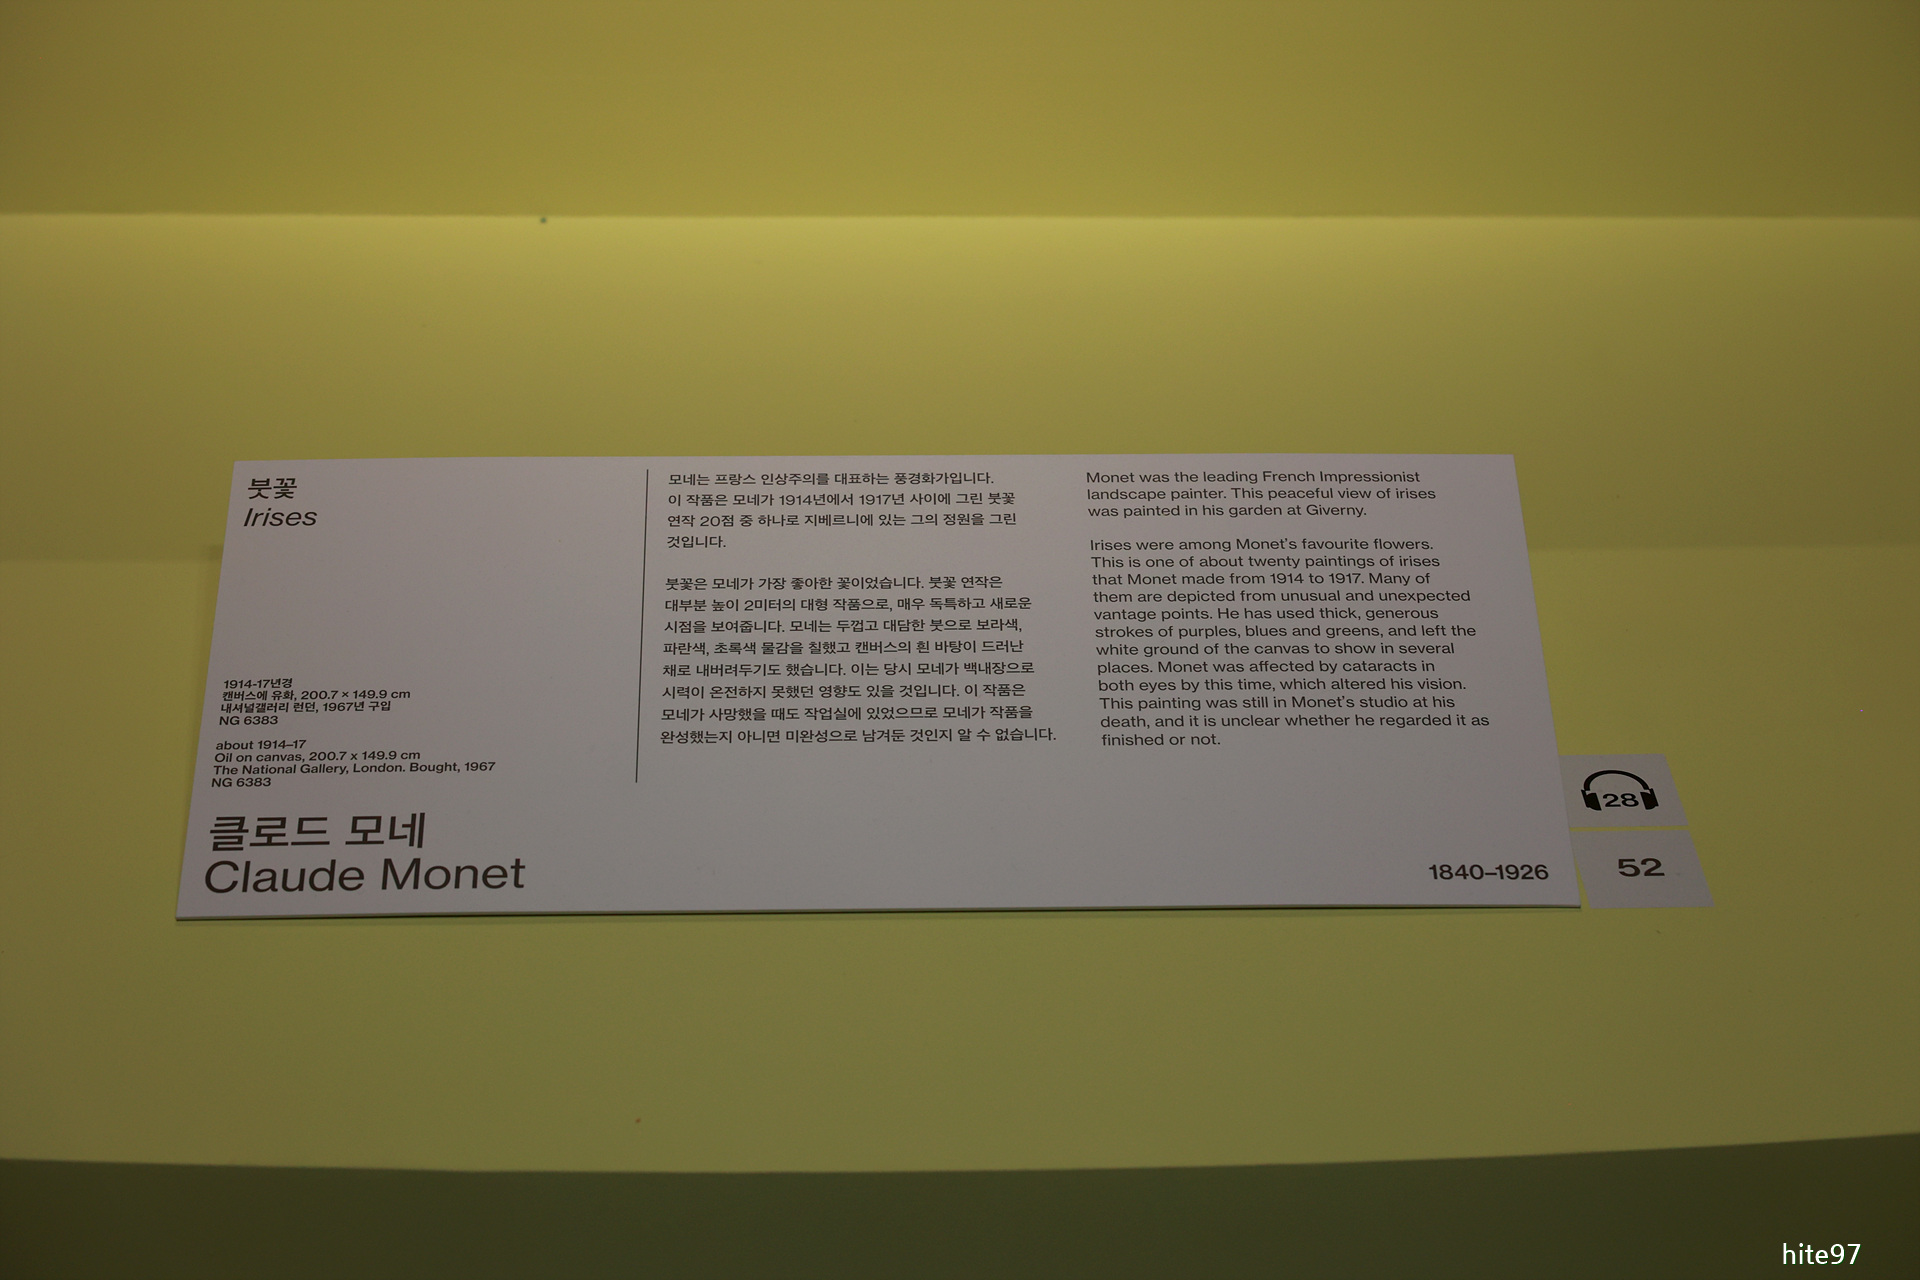 붓꽃
Irises
1914-17년경
캔버스에 유화, 200.7 × 149.9 cm
내셔널갤러리 런던, 1967년 구입
NG 6383
about 1914–17
Oil on canvas, 200.7 x 149.9 cm
The National Gallery, London. Bought, 1967
NG 6383
클로드 모네
Claude Monet
모네는 프랑스 인상주의를 대표하는 풍경화가입니다.
이 작품은 모네가 1914년에서 1917년 사이에 그린 붓꽃
연작 20점 중 하나로 지베르니에 있는 그의 정원을 그린
것입니다.
붓꽃은 모네가 가장 좋아한 꽃이었습니다. 붓꽃 연작은
대부분 높이 2미터의 대형 작품으로, 매우 독특하고 새로운
시점을 보여줍니다. 모네는 두껍고 대담한 붓으로 보라색,
파란색, 초록색 물감을 칠했고 캔버스의 흰 바탕이 드러난
채로 내버려두기도 했습니다. 이는 당시 모네가 백내장으로
시력이 온전하지 못했던 영향도 있을 것입니다. 이 작품은
모네가 사망했을 때도 작업실에 있었으므로 모네가 작품을
완성했는지 아니면 미완성으로 남겨둔 것인지 알 수 없습니다.
Monet was the leading French Impressionist
landscape painter. This peaceful view of irises
was painted in his garden at Giverny.
Irises were among Monet's favourite flowers.
This is one of about twenty paintings of irises
that Monet made from 1914 to 1917. Many of
them are depicted from unusual and unexpected
vantage points. He has used thick, generous
strokes of purples, blues and greens, and left the
white ground of the canvas to show in several
places. Monet was affected by cataracts in
both eyes by this time, which altered his vision.
This painting was still in Monet's studio at his
death, and it is unclear whether he regarded it as
finished or not.
1840–1926
28
52
hite97